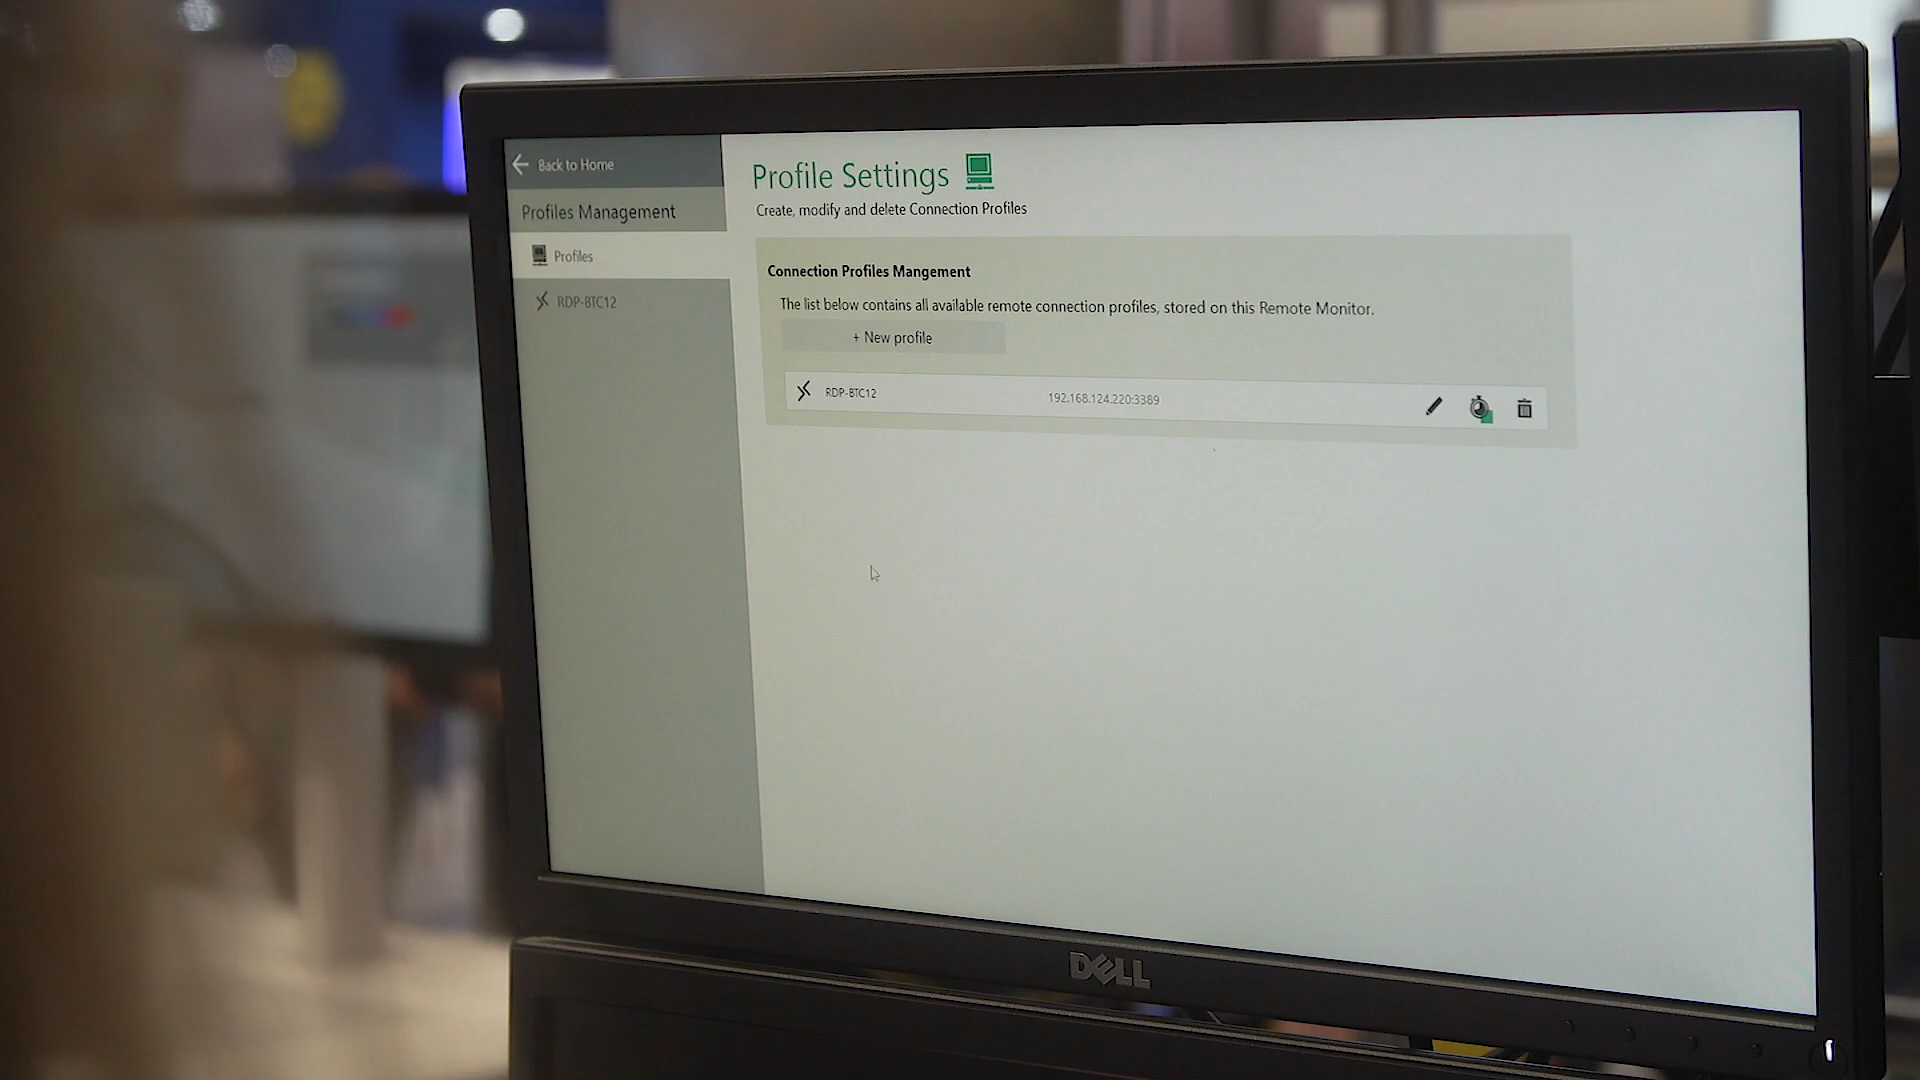 Back to Home
Profiles Management
Profiles
RDP-BTC12
Profile Settings
Create, modify and delete Connection Profiles
Connection Profiles Mangement
The list below contains all available remote connection profiles, stored on this Remote Monitor.
+ New profile
RDP-BTC12 192.168.124.220:3389
DELL